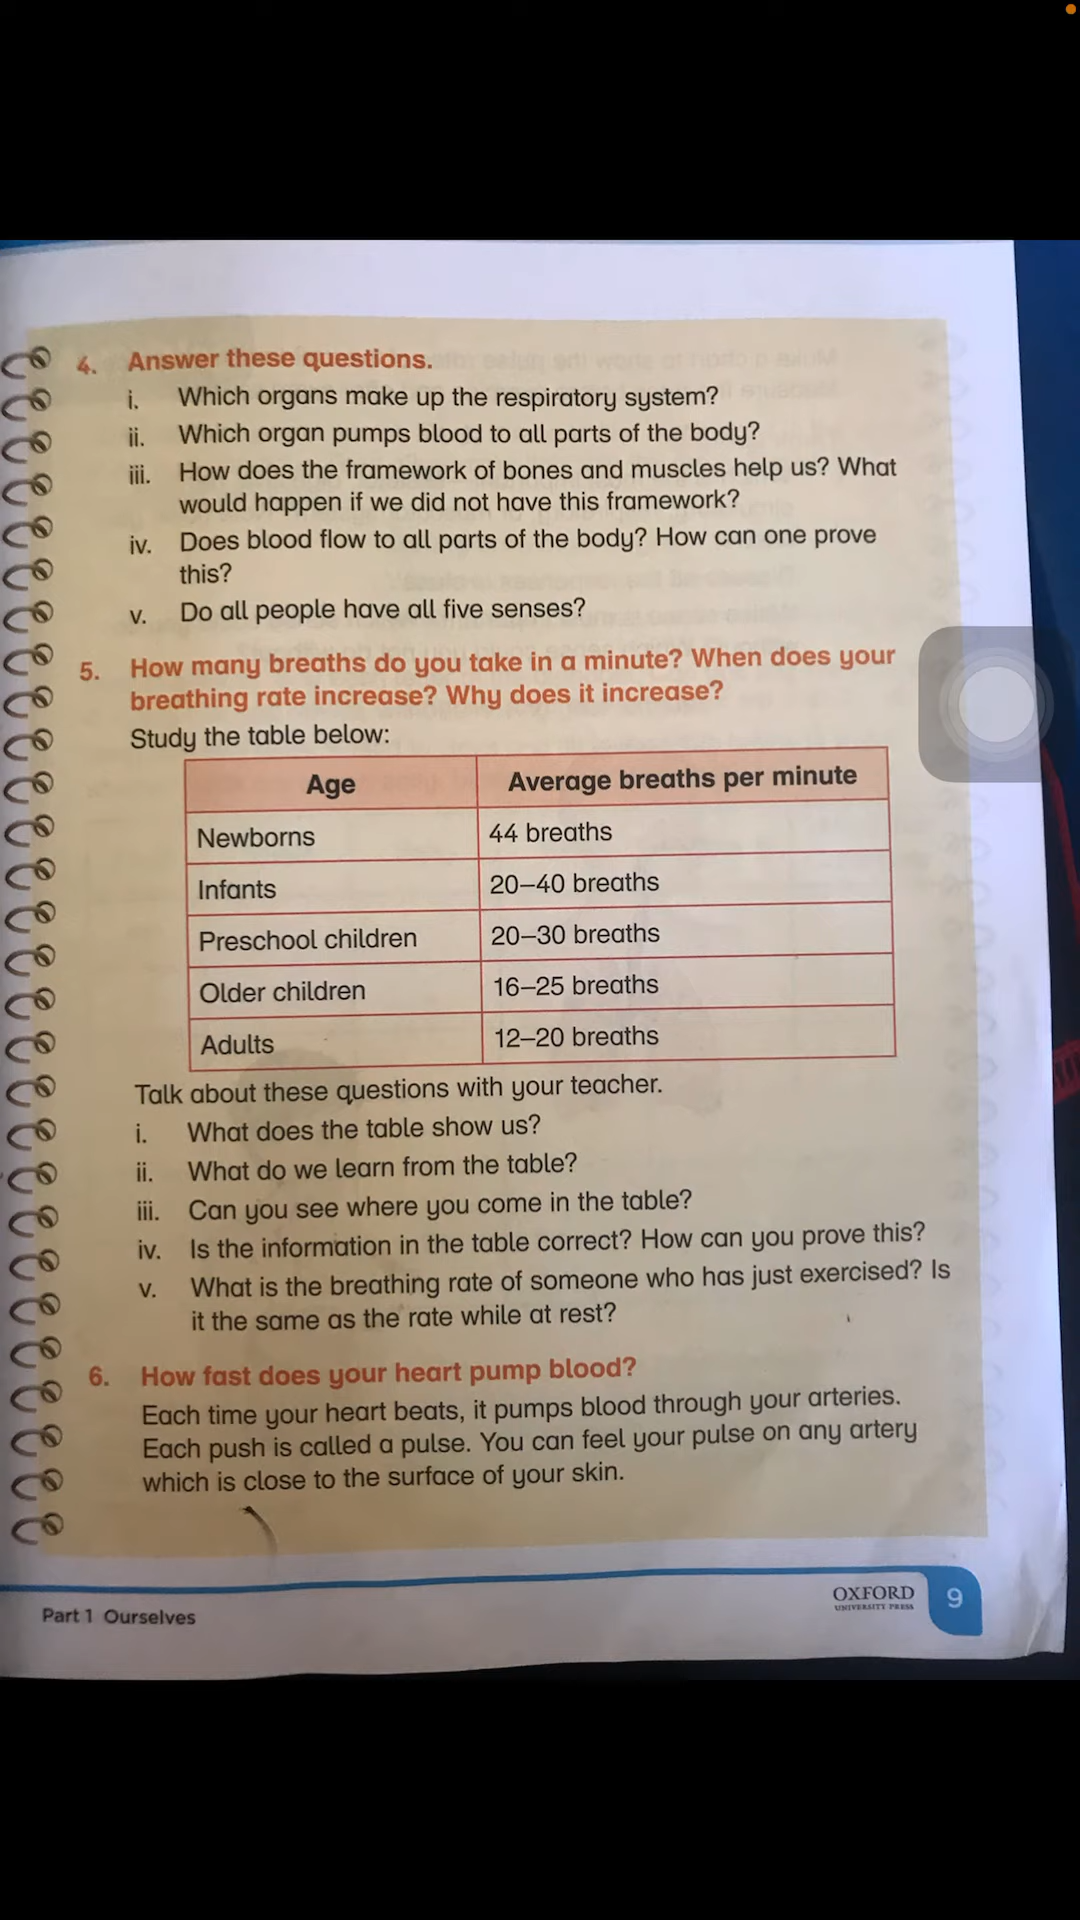 4. Answer these questions.
i. Which organs make up the respiratory system?
ii. Which organ pumps blood to all parts of the body?
iii. How does the framework of bones and muscles help us? What
would happen if we did not have this framework?
iv. Does blood flow to all parts of the body? How can one prove
this?
v. Do all people have all five senses?
5. How many breaths do you take in a minute? When does your
breathing rate increase? Why does it increase?
Study the table below:
Age Average breaths per minute
Newborns 44 breaths
Infants 20–40 breaths
Preschool children 20–30 breaths
Older children 16–25 breaths
Adults 12–20 breaths
Talk about these questions with your teacher.
i. What does the table show us?
ii. What do we learn from the table?
iii. Can you see where you come in the table?
iv. Is the information in the table correct? How can you prove this?
v. What is the breathing rate of someone who has just exercised? Is
it the same as the rate while at rest?
6. How fast does your heart pump blood?
Each time your heart beats, it pumps blood through your arteries.
Each push is called a pulse. You can feel your pulse on any artery
which is close to the surface of your skin.
Part 1 Ourselves
OXFORD
UNIVERSITY PRESS
9